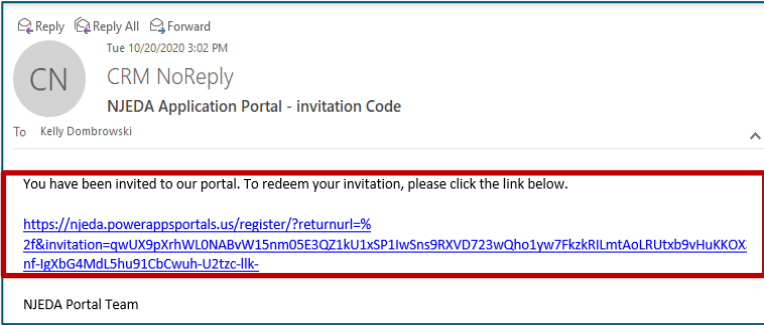 Reply Reply All Forward
Tue 10/20/2020 3:02 PM
CN
CRM NoReply
NJEDA Application Portal - invitation Code
To Kelly Dombrowski
You have been invited to our portal. To redeem your invitation, please click the link below.
https://njeda.powerappsportals.us/register/?returnurl=%
2f&invitation=qwUX9pXrhWL0NABvW15nm05E3QZ1kU1xSP1IwSns9RXVD723wQho1yw7FkzkRILmtAoLRUtxb9vHuKKOX
nf-IgXbG4MdL5hu91CbCwuh-U2tzc-llk-
NJEDA Portal Team